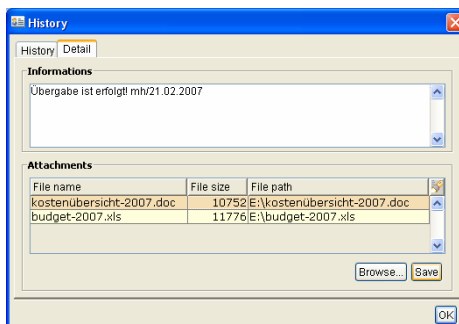 History
History Detail
Informations
Übergabe ist erfolgt! mh/21.02.2007
Attachments
File name File size File path
kostenübersicht-2007.doc 10752 E:\kostenübersicht-2007.doc
budget-2007.xls 11776 E:\budget-2007.xls
Browse... Save
OK